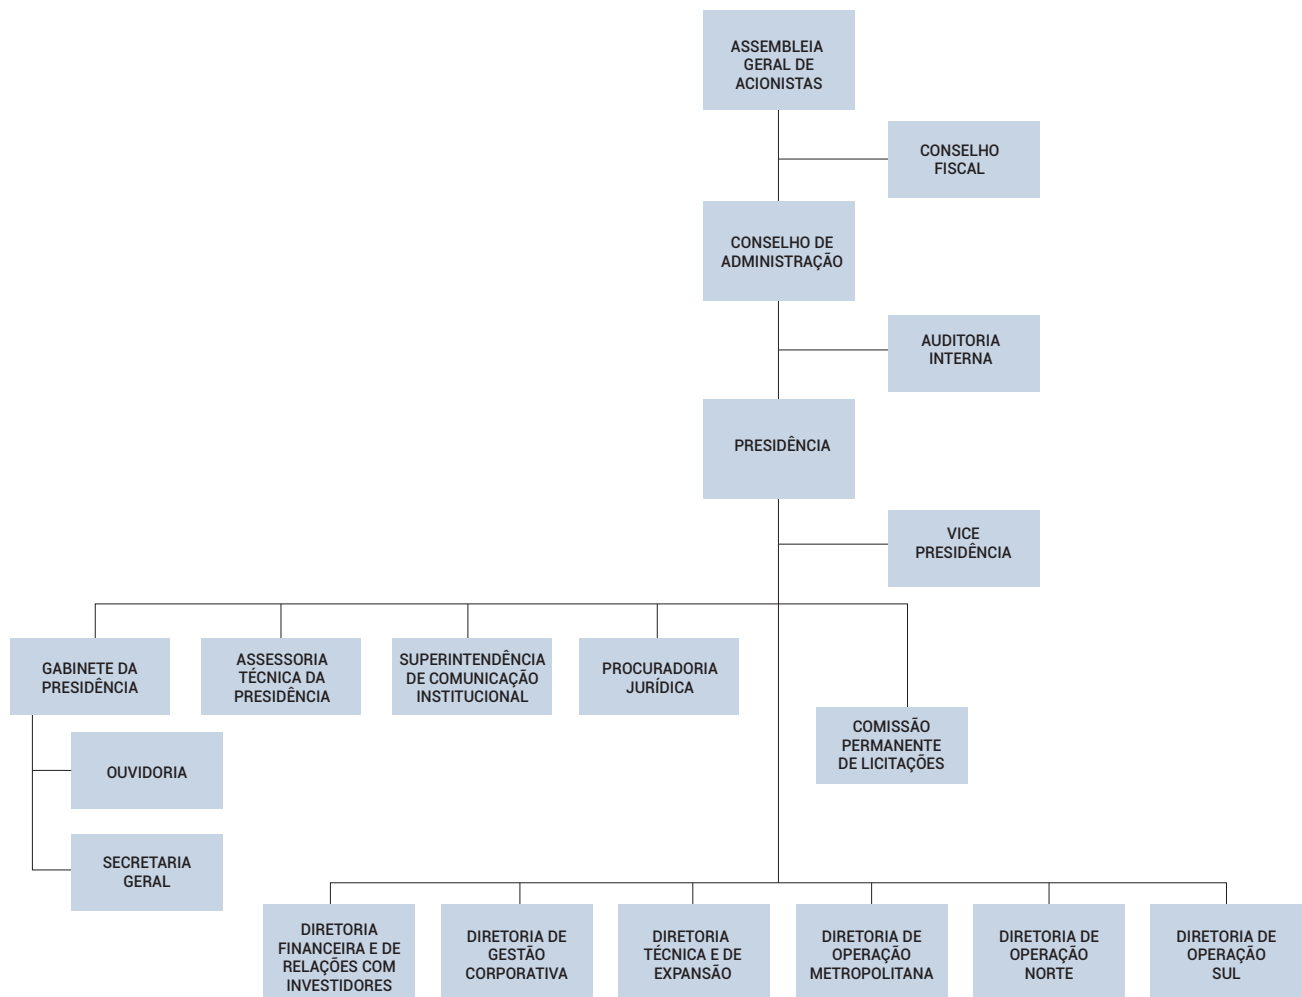 ASSEMBLEIA
GERAL DE
ACIONISTAS
CONSELHO
FISCAL
CONSELHO DE
ADMINISTRAÇÃO
AUDITORIA
INTERNA
PRESIDÊNCIA
VICE
PRESIDÊNCIA
GABINETE DA
PRESIDÊNCIA
ASSESSORIA
TÉCNICA DA
PRESIDÊNCIA
SUPERINTENDÊNCIA
DE COMUNICAÇÃO
INSTITUCIONAL
PROCURADORIA
JURÍDICA
COMISSÃO
PERMANENTE
DE LICITAÇÕES
OUVIDORIA
SECRETARIA
GERAL
DIRETORIA
FINANCEIRA E DE
RELAÇÕES COM
INVESTIDORES
DIRETORIA DE
GESTÃO
CORPORATIVA
DIRETORIA
TÉCNICA E DE
EXPANSÃO
DIRETORIA DE
OPERAÇÃO
METROPOLITANA
DIRETORIA DE
OPERAÇÃO
NORTE
DIRETORIA DE
OPERAÇÃO
SUL